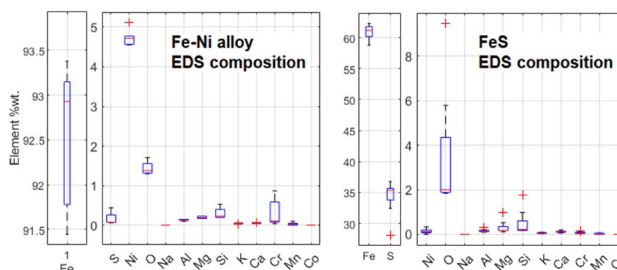 Element %wt.
93.5
93
92.5
92
91.5
1
Fe
5
4
3
2
1
0
Fe-Ni alloy
EDS composition
S Ni O Na Al Mg Si K Ca Cr Mn Co
60
55
50
45
40
35
30
Fe S
8
6
4
2
0
FeS
EDS composition
Ni O Na Al Mg Si K Ca Cr Mn